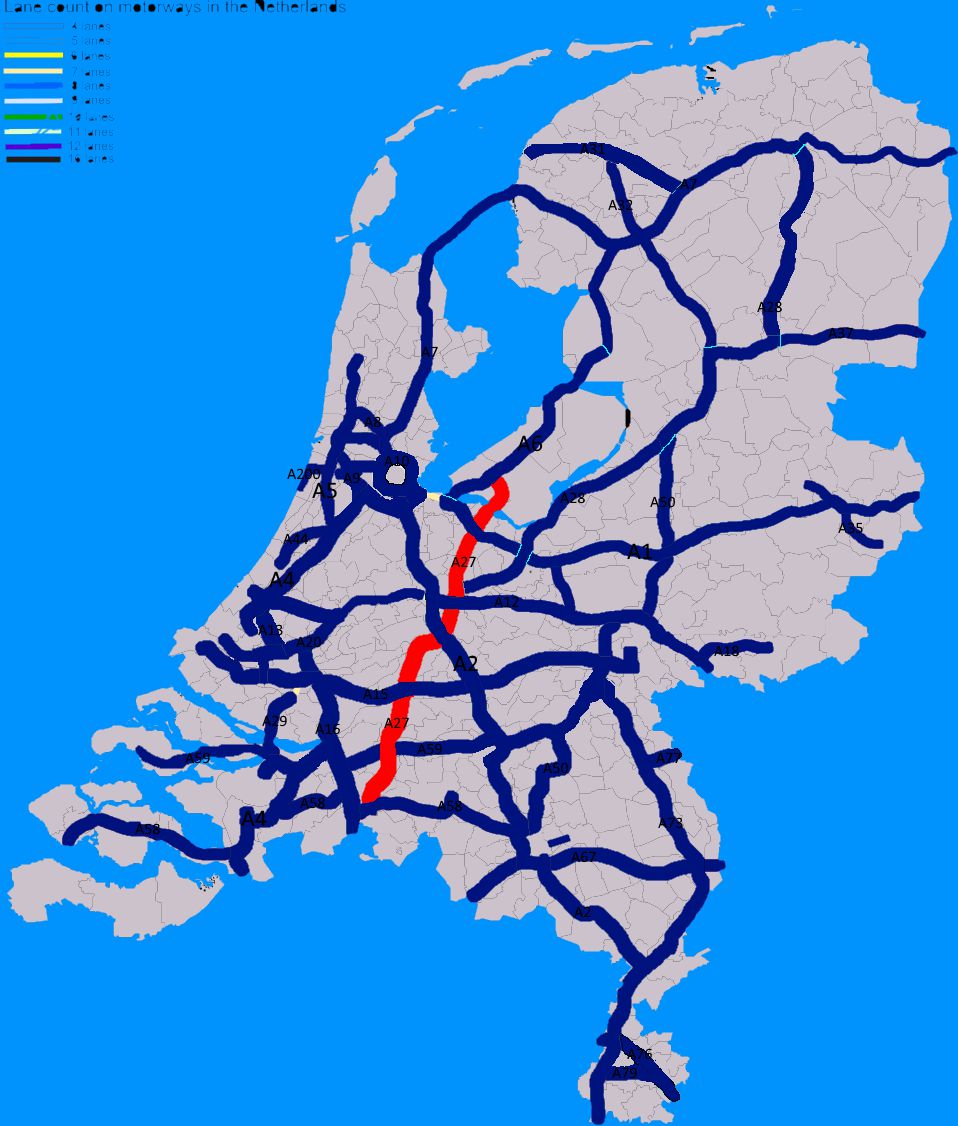 Lane count on motorways in the Netherlands
4 lanes
5 lanes
6 lanes
7 lanes
8 lanes
9 lanes
10 lanes
11 lanes
12 lanes
lanes
A31
A7
A32
A28
A37
A7
A8
A6
A10
A200
A9
A5
A28
A50
A35
A44
A1
A27
A4
A12
A13
A20
A18
A2
A15
A29
A16
A27
A59
A59
A77
A50
A58
A58
A4
A73
A58
A67
A2
A76
A79